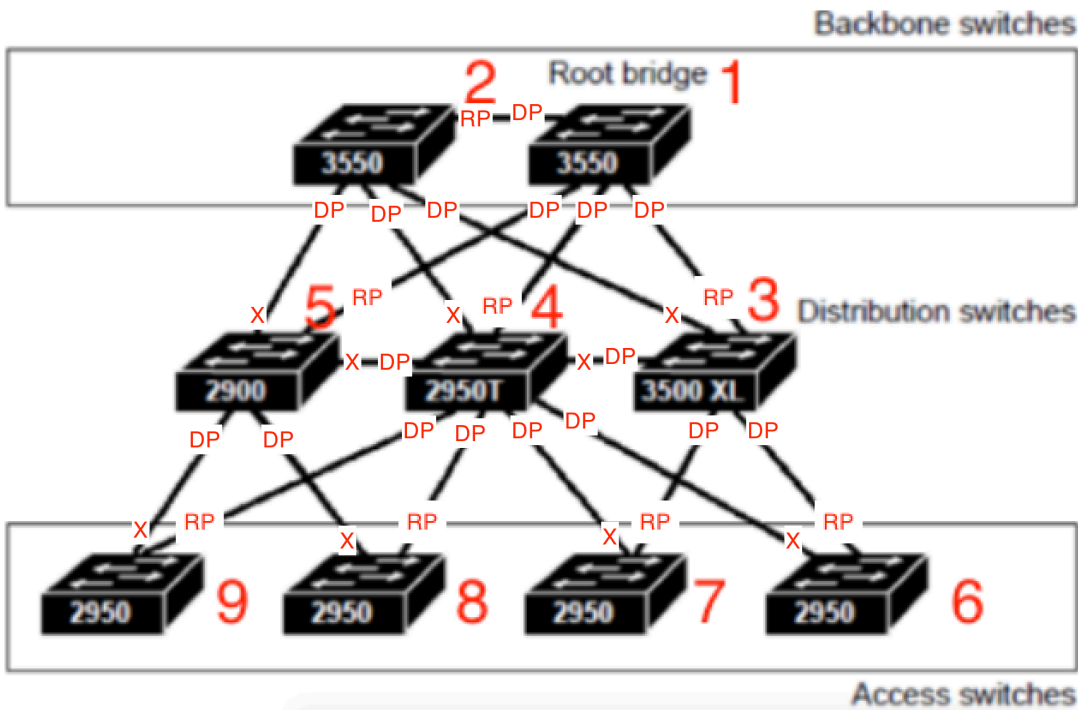 Backbone switches
2 Root bridge 1
RP DP
3550 3550
DP DP DP DP DP DP
5 RP 4 RP 3 RP
X X X
Distribution switches
X DP X DP
2900 2950T 3500 XL
DP DP DP DP DP DP DP DP
X RP X RP X RP X RP
2950 9 2950 8 2950 7 2950 6
Access switches